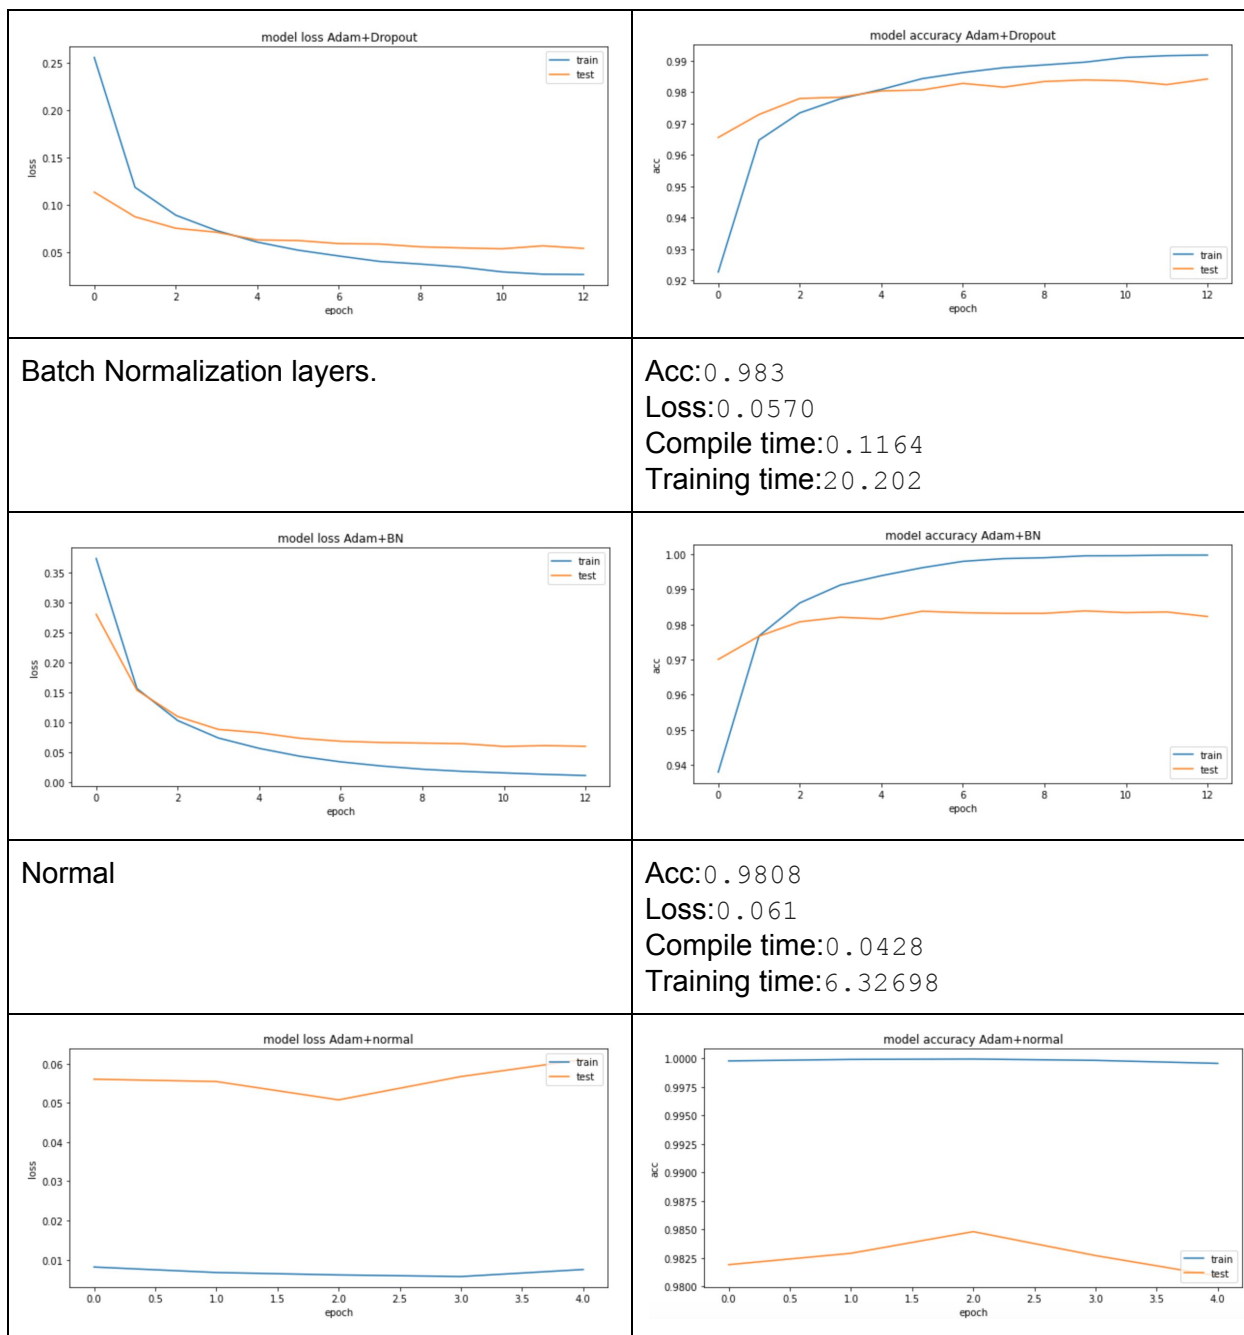 model loss Adam+Dropout
train
test
0.25
0.20
0.15
0.10
0.05
loss
0 2 4 6 8 10 12
epoch
model accuracy Adam+Dropout
0.99
0.98
0.97
0.96
0.95
0.94
0.93
0.92
acc
train
test
0 2 4 6 8 10 12
epoch
Batch Normalization layers.
Acc:0.983
Loss:0.0570
Compile time:0.1164
Training time:20.202
model loss Adam+BN
train
test
0.35
0.30
0.25
0.20
0.15
0.10
0.05
0.00
loss
0 2 4 6 8 10 12
epoch
model accuracy Adam+BN
1.00
0.99
0.98
0.97
0.96
0.95
0.94
acc
train
test
0 2 4 6 8 10 12
epoch
Normal
Acc:0.9808
Loss:0.061
Compile time:0.0428
Training time:6.32698
model loss Adam+normal
train
test
0.06
0.05
0.04
0.03
0.02
0.01
loss
0.0 0.5 1.0 1.5 2.0 2.5 3.0 3.5 4.0
epoch
model accuracy Adam+normal
1.0000
0.9975
0.9950
0.9925
0.9900
0.9875
0.9850
0.9825
0.9800
acc
train
test
0.0 0.5 1.0 1.5 2.0 2.5 3.0 3.5 4.0
epoch